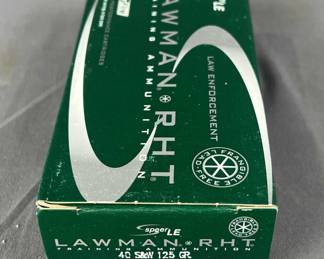 LAWMAN® RHT
TRAINING AMMUNITION
LAW ENFORCEMENT
FRANGIBLE
LEAD-FREE
speer LE
LAWMAN® RHT
TRAINING AMMUNITION
40 S&W 125 GR.